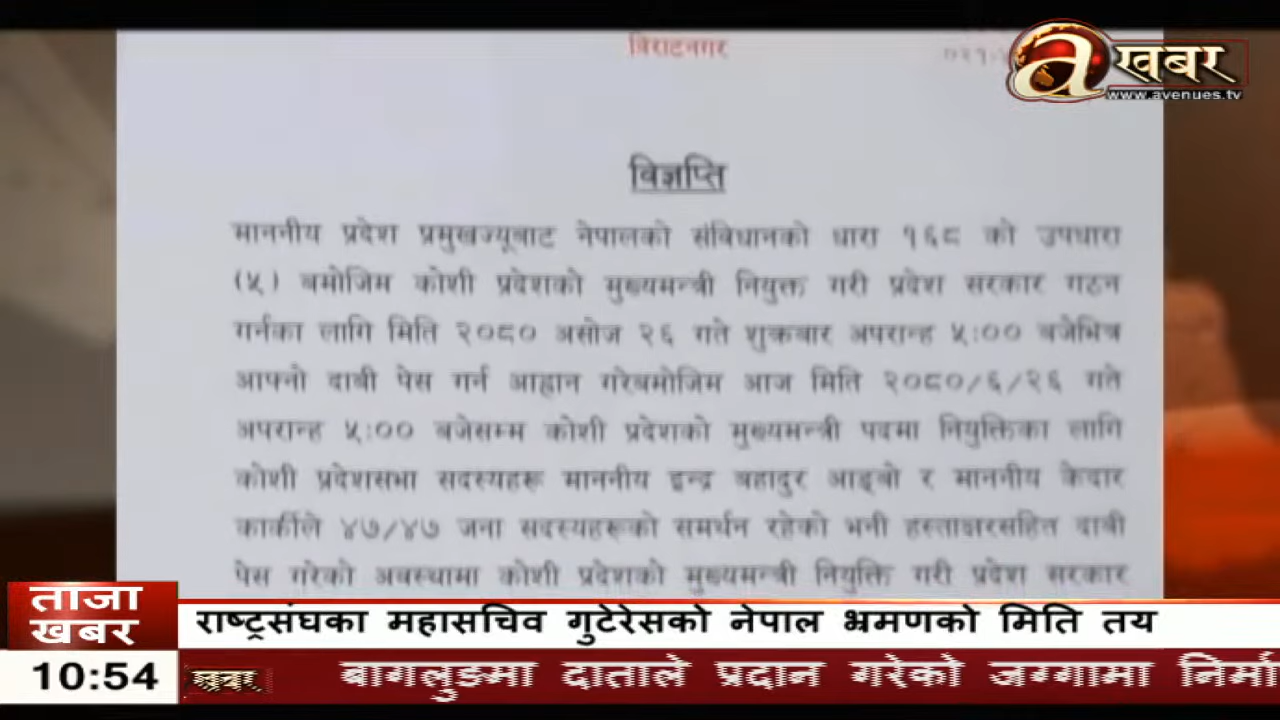 विराटनगर
a खबर
www.avenues.tv
विज्ञप्ति
माननीय प्रदेश प्रमुखज्यूबाट नेपालको संविधानको धारा १६८ को उपधारा
(५) बमोजिम कोशी प्रदेशको मुख्यमन्त्री नियुक्त गरी प्रदेश सरकार गठन
गर्नका लागि मिति २०८० असोज २६ गते शुक्रबार अपरान्ह ५:०० बजेभित्र
आफ्नो दाबी पेस गर्न आह्वान गरेबमोजिम आज मिति २०८०/६/२६ गते
अपरान्ह ५:०० बजेसम्म कोशी प्रदेशको मुख्यमन्त्री पदमा नियुक्तिका लागि
कोशी प्रदेशसभा सदस्यहरू माननीय इन्द्र बहादुर आङ्बो र माननीय केदार
कार्कीले ४७/४७ जना सदस्यहरूको समर्थन रहेको भनी हस्ताक्षरसहित दाबी
पेस गरेको अवस्थामा कोशी प्रदेशको मुख्यमन्त्री नियुक्ति गरी प्रदेश सरकार
ताजा
खबर
राष्ट्रसंघका महासचिव गुटेरेसको नेपाल भ्रमणको मिति तय
10:54
खबर
बागलुङमा दाताले प्रदान गरेको जग्गामा